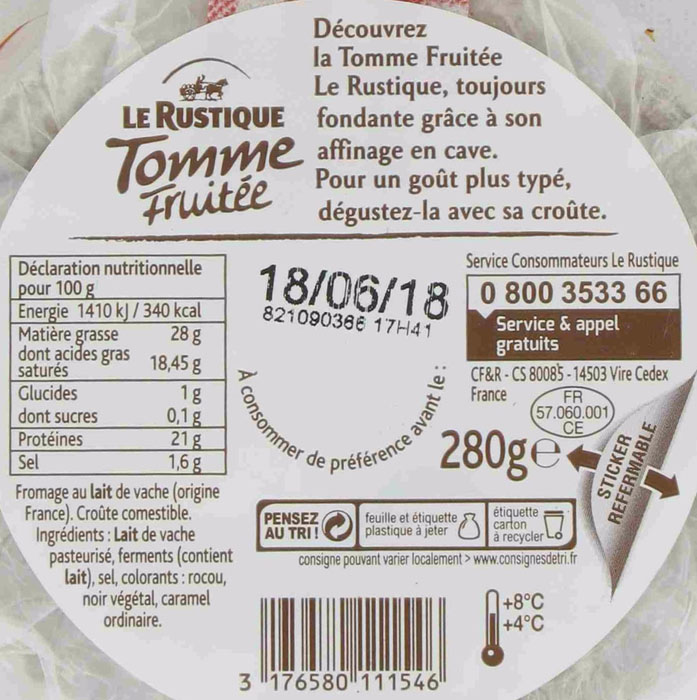 Découvrez
la Tomme Fruitée
Le Rustique, toujours
fondante grâce à son
affinage en cave.
Pour un goût plus typé,
dégustez-la avec sa croûte.
LE RUSTIQUE
Tomme
Fruitée
Déclaration nutritionnelle
pour 100 g
Energie 1410 kJ / 340 kcal
Matière grasse 28 g
dont acides gras
saturés 18,45 g
Glucides 1 g
dont sucres 0,1 g
Protéines 21 g
Sel 1,6 g
Fromage au lait de vache (origine
France). Croûte comestible.
Ingrédients : Lait de vache
pasteurisé, ferments (contient
lait), sel, colorants : rocou,
noir végétal, caramel
ordinaire.
18/06/18
821090366 17H41
À consommer de préférence avant le :
Service Consommateurs Le Rustique
0 800 3533 66
Service & appel
gratuits
CF&R - CS 80085 - 14503 Vire Cedex
France
FR
57.060.001
CE
280g e
STICKER
REFERMABLE
PENSEZ
AU TRI !
feuille et étiquette
plastique à jeter
étiquette
carton
à recycler
consigne pouvant varier localement > www.consignesdetri.fr
+8°C
+4°C
3 176580 111546